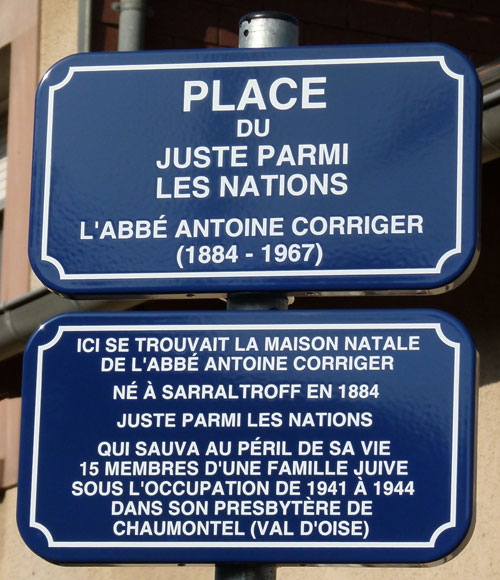 PLACE
DU
JUSTE PARMI
LES NATIONS
L'ABBÉ ANTOINE CORRIGER
(1884 - 1967)
ICI SE TROUVAIT LA MAISON NATALE
DE L'ABBÉ ANTOINE CORRIGER
NÉ À SARRALTROFF EN 1884
JUSTE PARMI LES NATIONS
QUI SAUVA AU PÉRIL DE SA VIE
15 MEMBRES D'UNE FAMILLE JUIVE
SOUS L'OCCUPATION DE 1941 À 1944
DANS SON PRESBYTÈRE DE
CHAUMONTEL (VAL D'OISE)